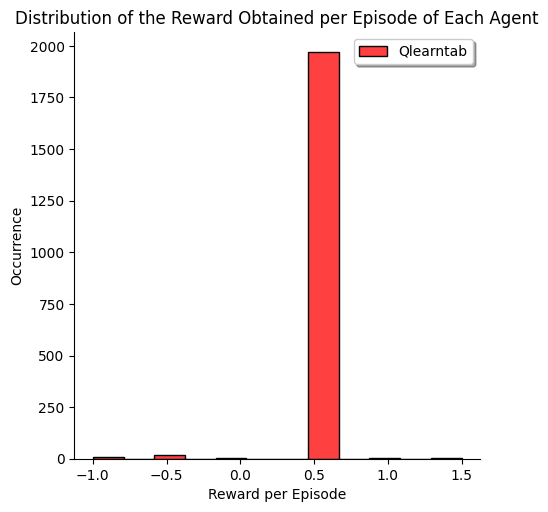 Distribution of the Reward Obtained per Episode of Each Agent
Qlearntab
2000
1750
1500
1250
1000
750
500
250
0
Occurrence
−1.0 −0.5 0.0 0.5 1.0 1.5
Reward per Episode